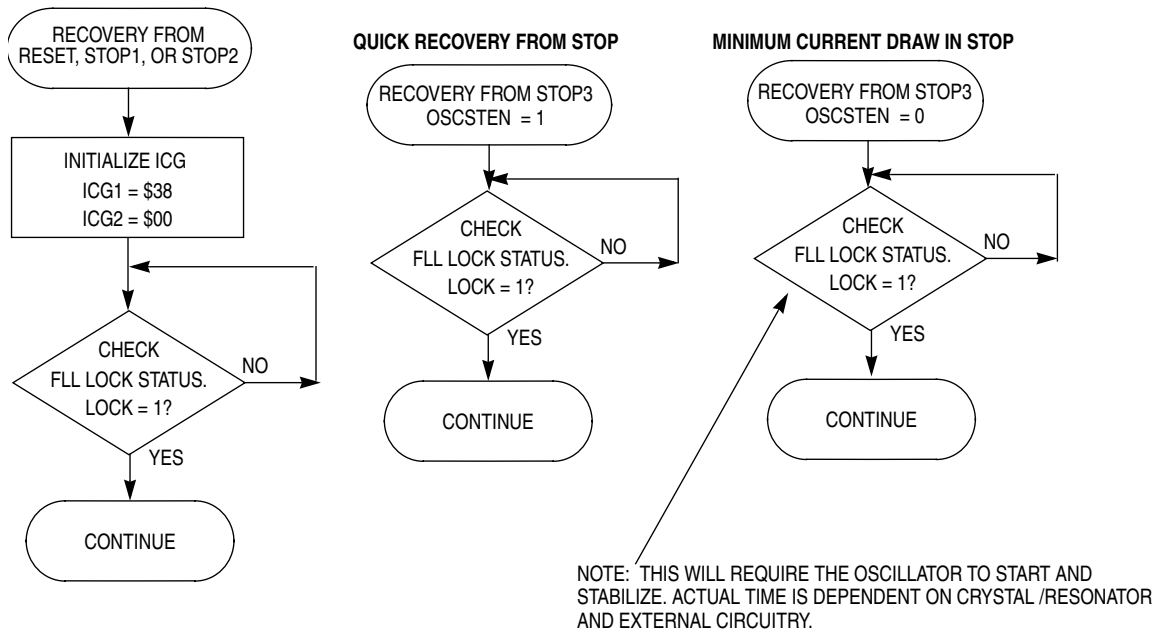 RECOVERY FROM
RESET, STOP1, OR STOP2
INITIALIZE ICG
ICG1 = $38
ICG2 = $00
CHECK
FLL LOCK STATUS.
LOCK = 1?
NO
YES
CONTINUE
QUICK RECOVERY FROM STOP
RECOVERY FROM STOP3
OSCSTEN = 1
CHECK
FLL LOCK STATUS.
LOCK = 1?
NO
YES
CONTINUE
MINIMUM CURRENT DRAW IN STOP
RECOVERY FROM STOP3
OSCSTEN = 0
CHECK
FLL LOCK STATUS.
LOCK = 1?
NO
YES
CONTINUE
NOTE: THIS WILL REQUIRE THE OSCILLATOR TO START AND
STABILIZE. ACTUAL TIME IS DEPENDENT ON CRYSTAL /RESONATOR
AND EXTERNAL CIRCUITRY.